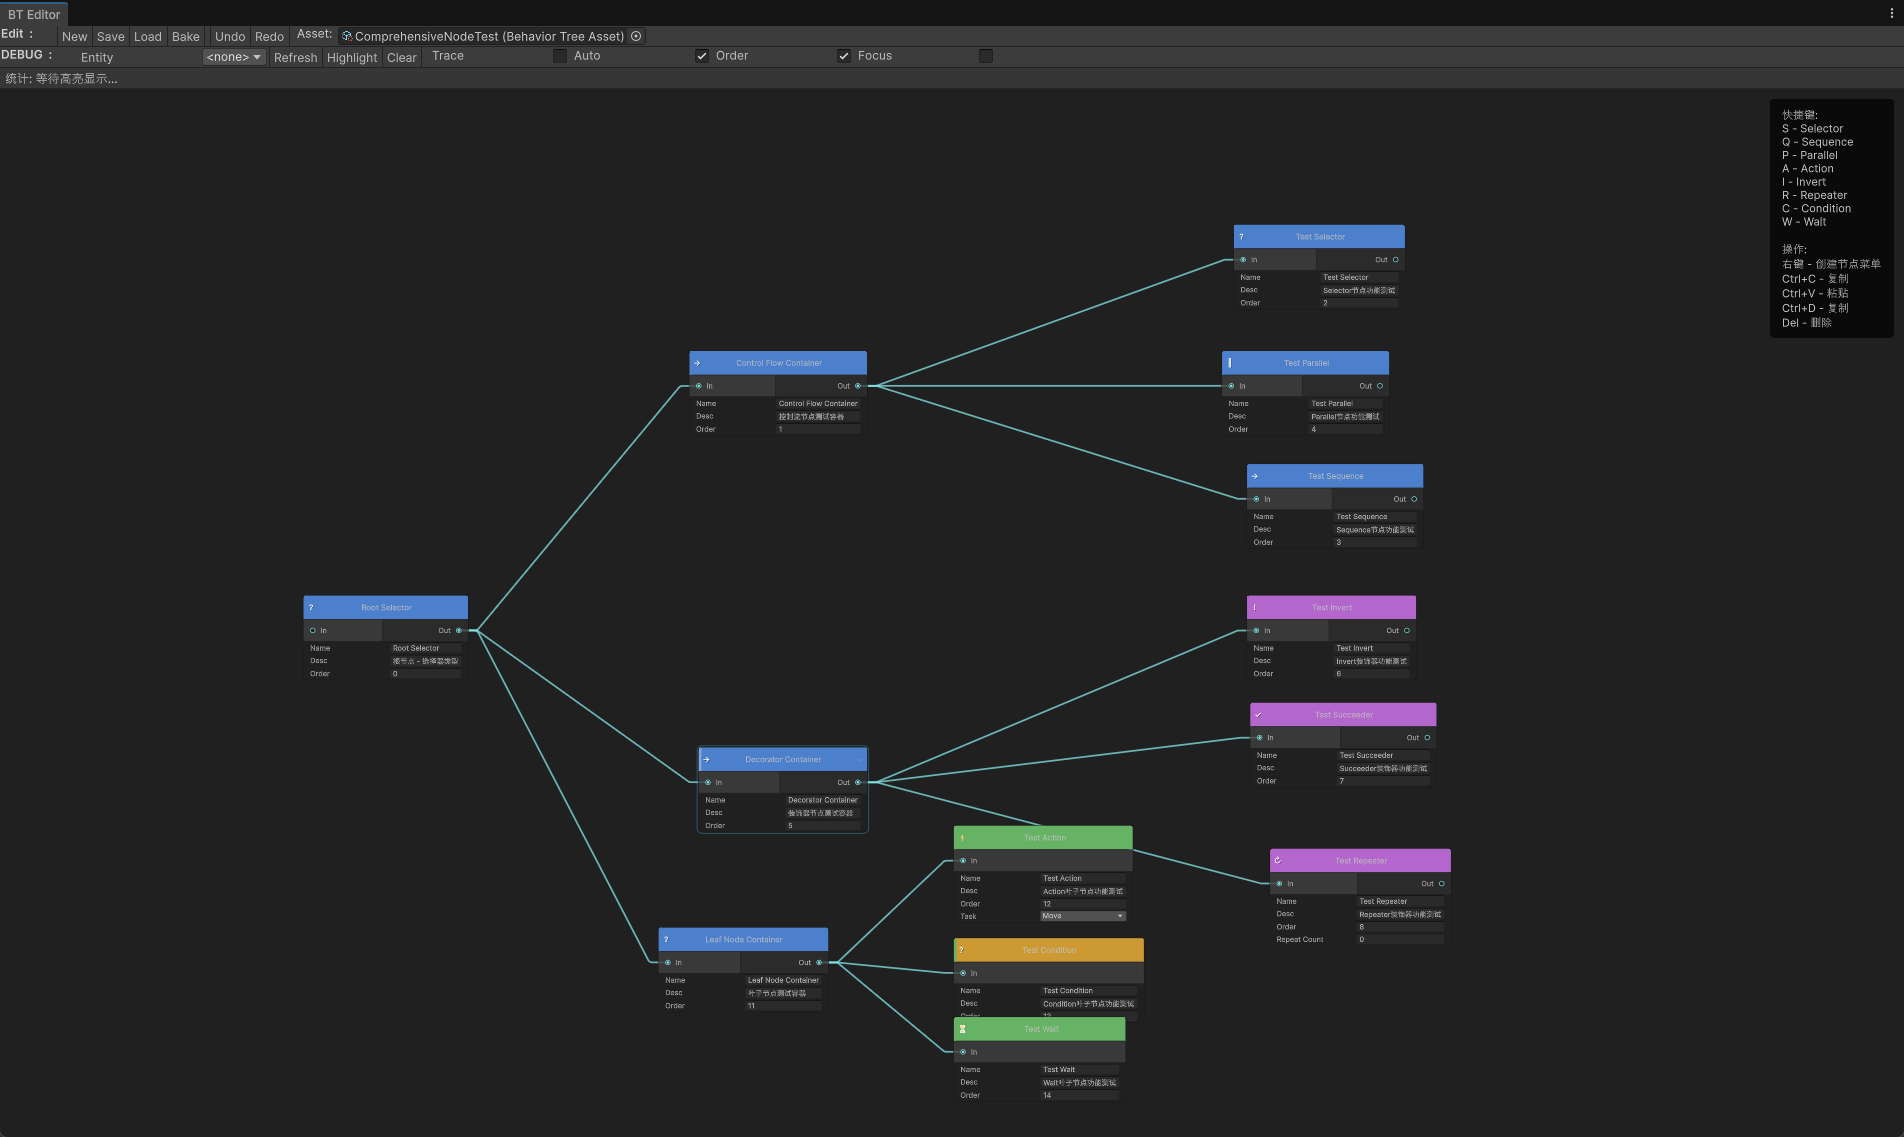 BT Editor
Edit : New Save Load Bake Undo Redo Asset: ComprehensiveNodeTest (Behavior Tree Asset)
DEBUG : Entity <none> Refresh Highlight Clear Trace Auto Order Focus
统计: 等待高亮显示...
快捷键:
S - Selector
Q - Sequence
P - Parallel
A - Action
I - Invert
R - Repeater
C - Condition
W - Wait
操作:
右键 - 创建节点菜单
Ctrl+C - 复制
Ctrl+V - 粘贴
Ctrl+D - 复制
Del - 删除
? Test Selector
In Out
Name Test Selector
Desc Selector节点功能测试
Order 2
Control Flow Container
In Out
Name Control Flow Container
Desc 控制流节点测试容器
Order 1
Test Parallel
In Out
Name Test Parallel
Desc Parallel节点功能测试
Order 4
Test Sequence
In Out
Name Test Sequence
Desc Sequence节点功能测试
Order 3
? Root Selector
In Out
Name Root Selector
Desc 根节点 - 选择器类型
Order 0
Test Invert
In Out
Name Test Invert
Desc Invert装饰器功能测试
Order 6
Test Succeeder
In Out
Name Test Succeeder
Desc Succeeder装饰器功能测试
Order 7
Decorator Container
In Out
Name Decorator Container
Desc 装饰器节点测试容器
Order 5
Test Action
In
Name Test Action
Desc Action叶子节点功能测试
Order 12
Task Move
Test Repeater
In Out
Name Test Repeater
Desc Repeater装饰器功能测试
Order 8
Repeat Count 0
? Leaf Node Container
In Out
Name Leaf Node Container
Desc 叶子节点测试容器
Order 11
? Test Condition
In
Name Test Condition
Desc Condition叶子节点功能测试
Order 13
Test Wait
In
Name Test Wait
Desc Wait叶子节点功能测试
Order 14